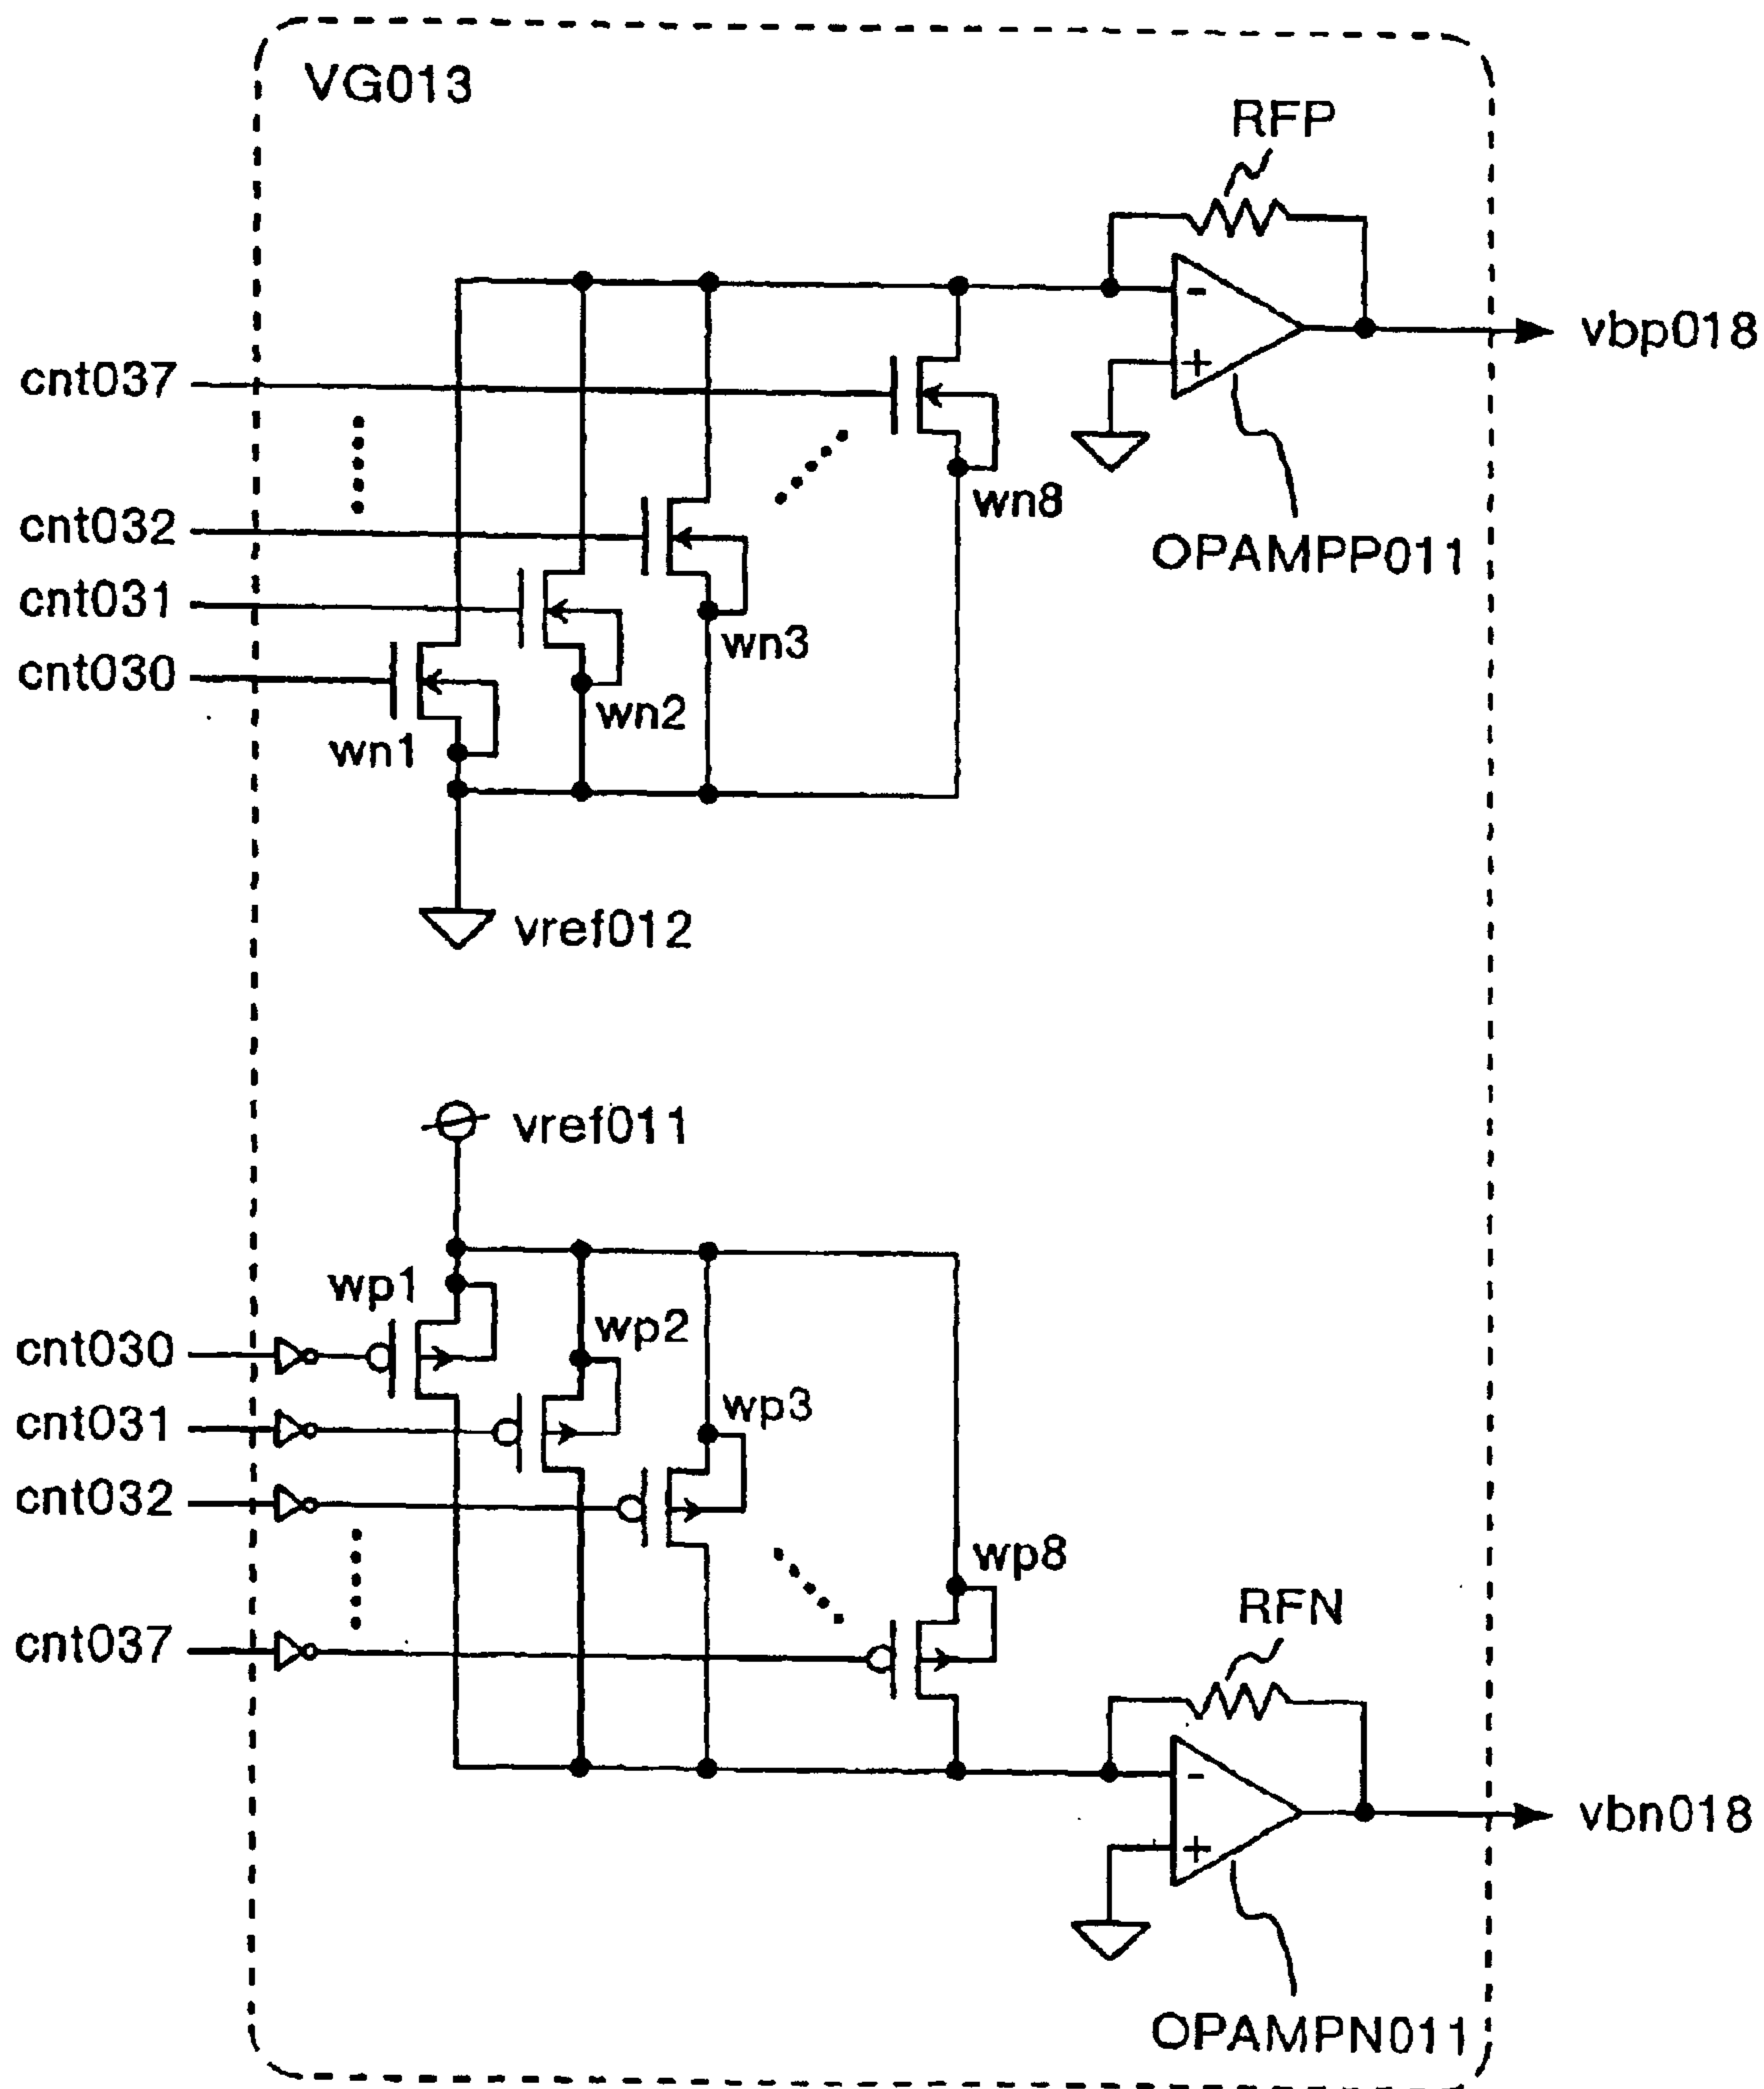 VG013
RFP
-
+
vbp018
cnt037
wn8
OPAMPP011
cnt032
wn3
cnt031
wn2
cnt030
wn1
vref012
vref011
wp1
cnt030
wp2
cnt031
wp3
cnt032
wp8
cnt037
RFN
-
+
vbn018
OPAMPN011